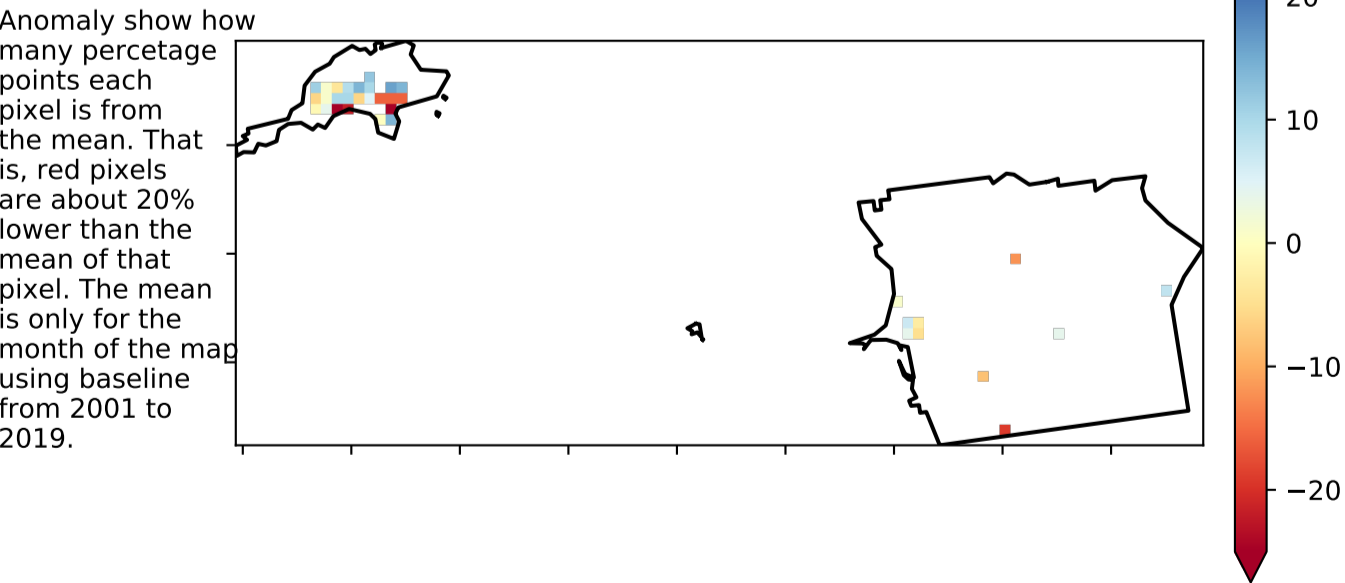 Anomaly show how
many percetage
points each
pixel is from
the mean. That
is, red pixels
are about 20%
lower than the
mean of that
pixel. The mean
is only for the
month of the map
using baseline
from 2001 to
2019.
20
10
0
−10
−20